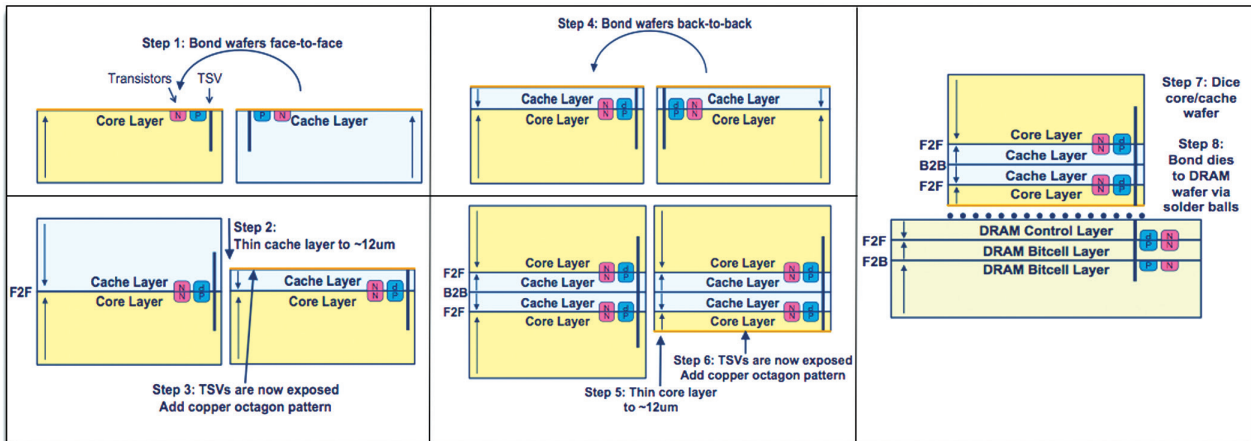 Step 1: Bond wafers face-to-face
Transistors
TSV
Core Layer
N
P
P
N
Cache Layer
Step 2:
Thin cache layer to ~12um
F2F
Cache Layer
Core Layer
Cache Layer
Core Layer
Step 3: TSVs are now exposed
Add copper octagon pattern
Step 4: Bond wafers back-to-back
Cache Layer
Core Layer
Cache Layer
Core Layer
Core Layer
F2F
Cache Layer
B2B
Cache Layer
F2F
Core Layer
Core Layer
Cache Layer
Cache Layer
Core Layer
Step 6: TSVs are now exposed
Add copper octagon pattern
Step 5: Thin core layer
to ~12um
Step 7: Dice
core/cache
wafer
Step 8:
Bond dies
to DRAM
wafer via
solder balls
Core Layer
F2F
Cache Layer
B2B
Cache Layer
F2F
Core Layer
DRAM Control Layer
F2F
DRAM Bitcell Layer
F2B
DRAM Bitcell Layer
P
N